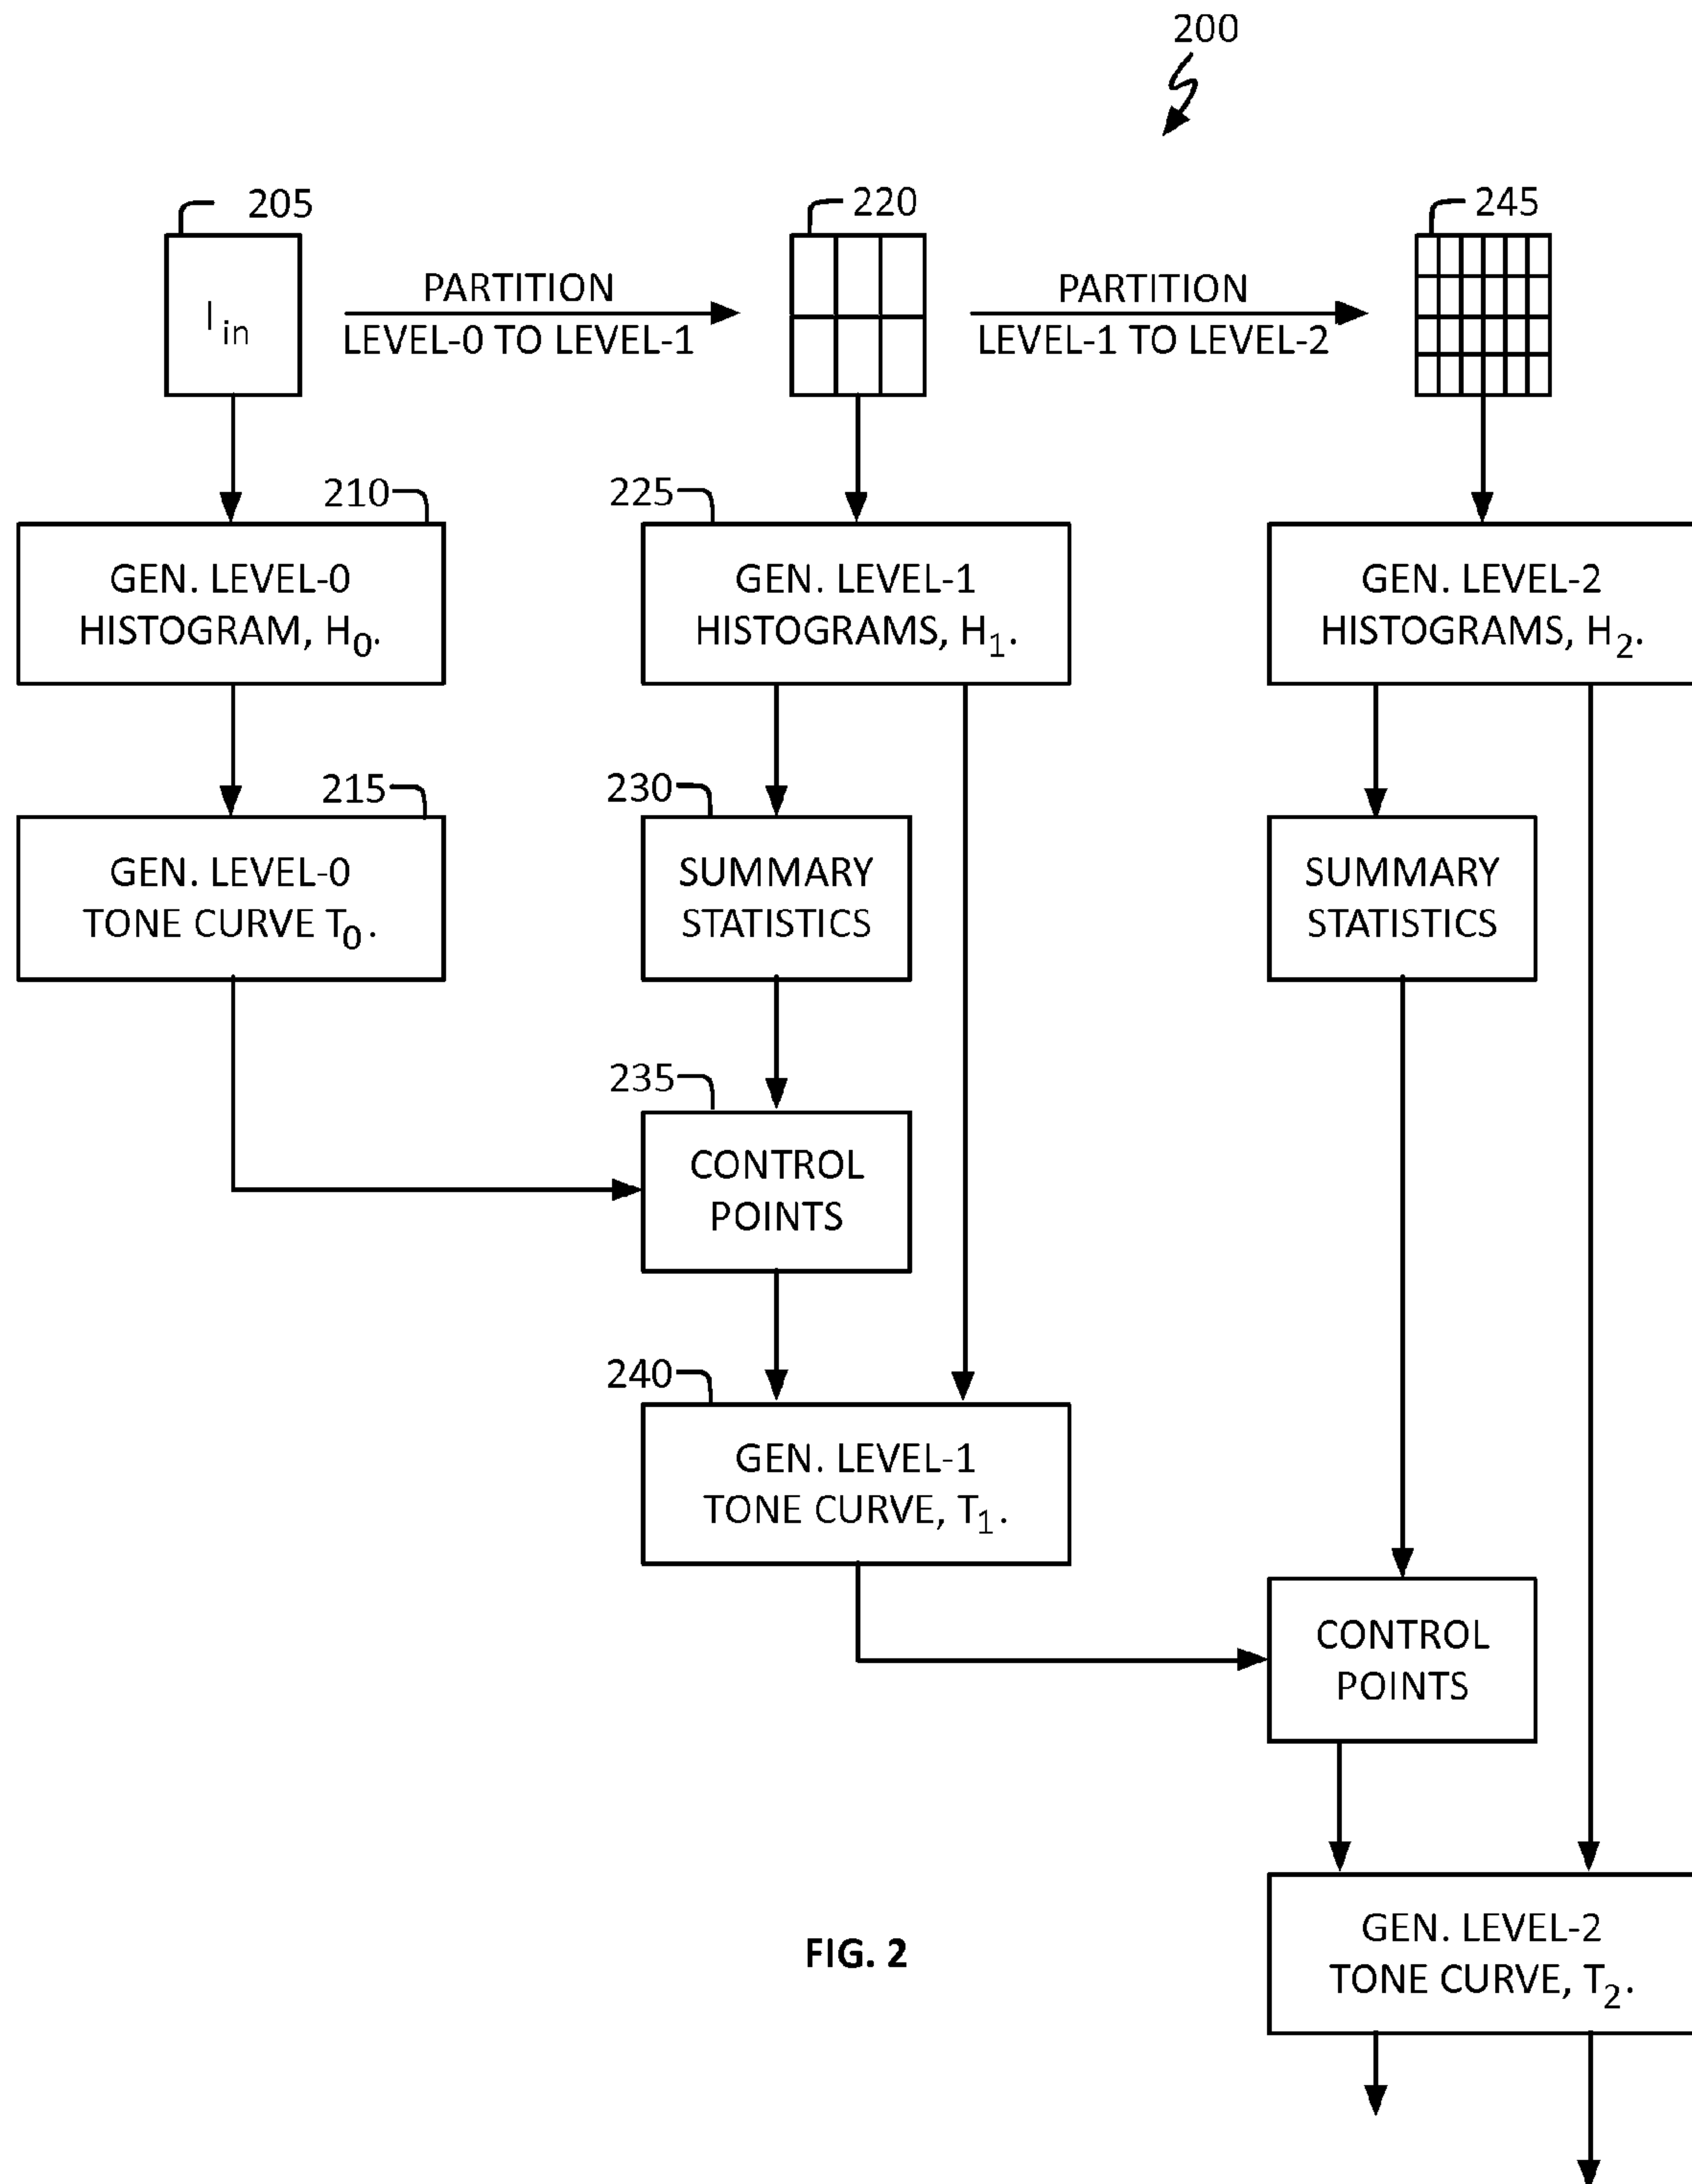 200
205
220
245
I in
PARTITION
LEVEL-0 TO LEVEL-1
PARTITION
LEVEL-1 TO LEVEL-2
210
225
GEN. LEVEL-0
HISTOGRAM, H0.
GEN. LEVEL-1
HISTOGRAMS, H1.
GEN. LEVEL-2
HISTOGRAMS, H2.
215
230
GEN. LEVEL-0
TONE CURVE T0.
SUMMARY
STATISTICS
SUMMARY
STATISTICS
235
CONTROL
POINTS
240
GEN. LEVEL-1
TONE CURVE, T1.
CONTROL
POINTS
GEN. LEVEL-2
TONE CURVE, T2.
FIG. 2